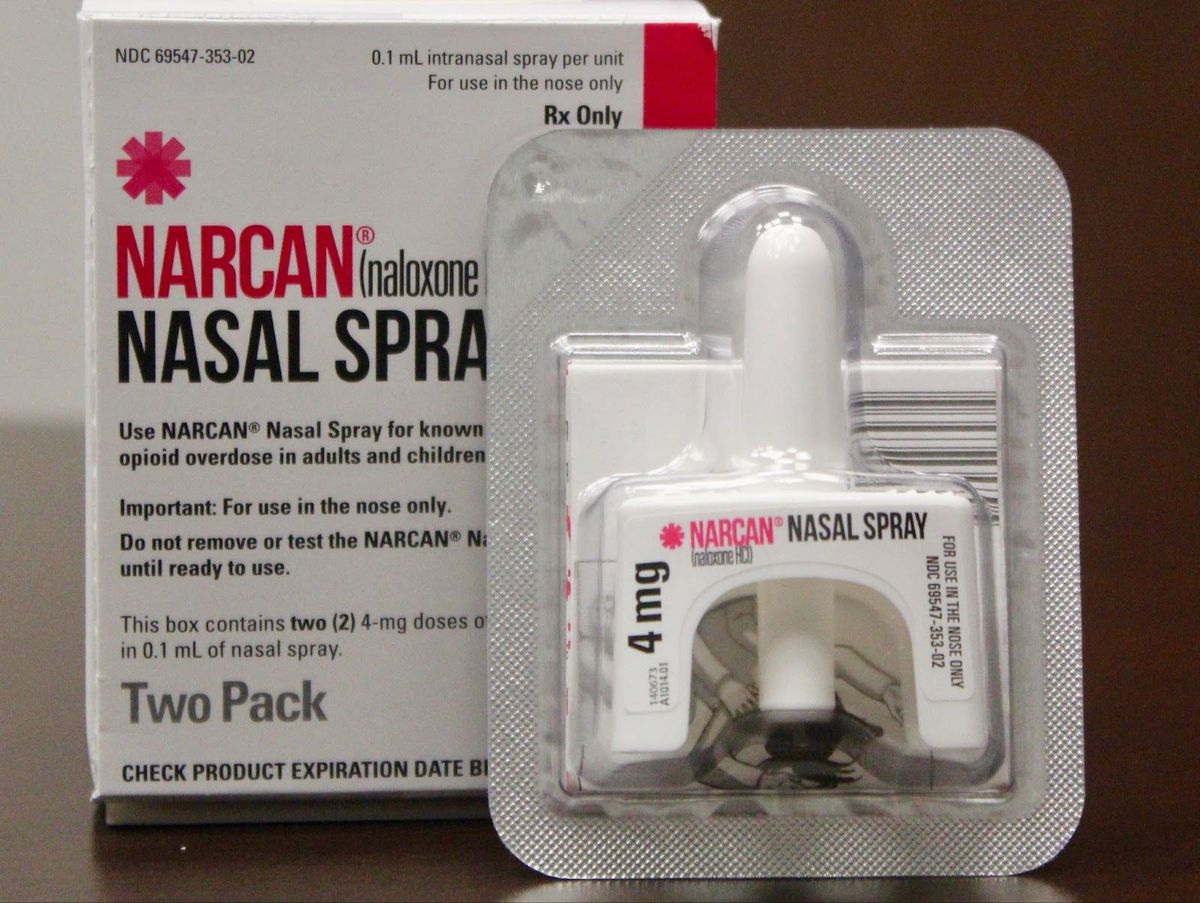 NDC 69547-353-02
0.1 mL intranasal spray per unit
For use in the nose only
Rx Only
NARCAN® (naloxone
NASAL SPRA
Use NARCAN® Nasal Spray for known
opioid overdose in adults and children
Important: For use in the nose only.
Do not remove or test the NARCAN® Na
until ready to use.
This box contains two (2) 4-mg doses o
in 0.1 mL of nasal spray.
Two Pack
CHECK PRODUCT EXPIRATION DATE BE
NARCAN® NASAL SPRAY
(naloxone HCl)
4 mg
140673
A1014.01
FOR USE IN THE NOSE ONLY
NDC 69547-353-02